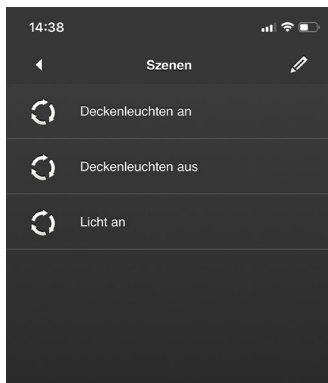 14:38
Szenen
Deckenleuchten an
Deckenleuchten aus
Licht an